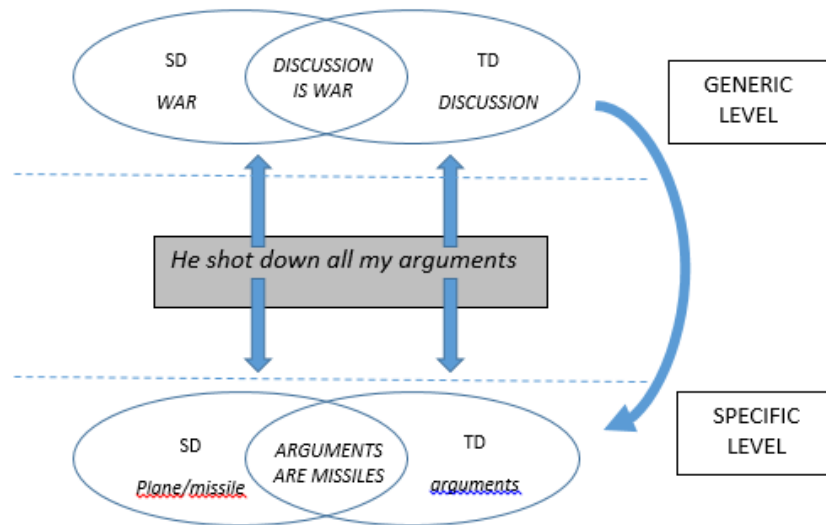 SD
WAR
DISCUSSION
IS WAR
TD
DISCUSSION
GENERIC
LEVEL
He shot down all my arguments
SD
Plane/missile
ARGUMENTS
ARE MISSILES
TD
arguments
SPECIFIC
LEVEL